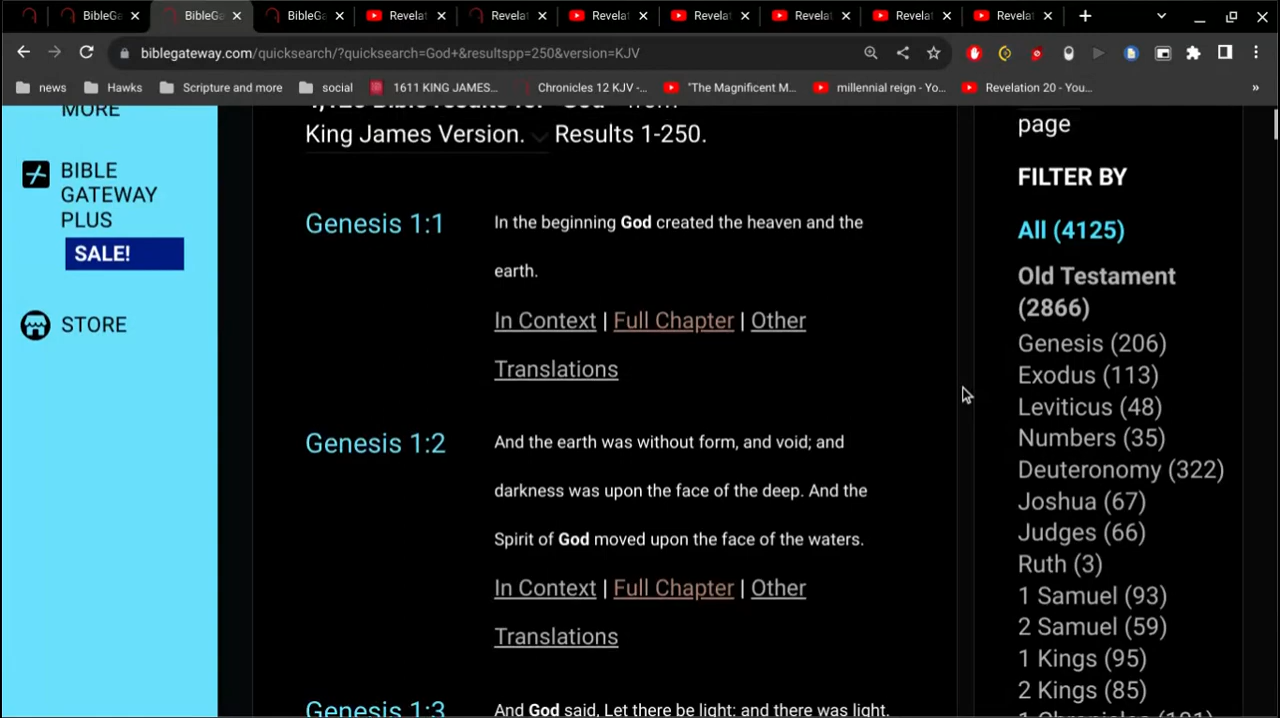 BibleGa
BibleGa
BibleGa
Revelat
Revelat
Revelat
Revelat
Revelat
Revelat
Revelat
biblegateway.com/quicksearch/?quicksearch=God+&resultspp=250&version=KJV
news
Hawks
Scripture and more
social
1611 KING JAMES...
Chronicles 12 KJV -...
"The Magnificent M...
millennial reign - Yo...
Revelation 20 - You...
»
MORE
BIBLE
GATEWAY
PLUS
SALE!
STORE
King James Version. Results 1-250.
Genesis 1:1
In the beginning God created the heaven and the
earth.
In Context | Full Chapter | Other
Translations
Genesis 1:2
And the earth was without form, and void; and
darkness was upon the face of the deep. And the
Spirit of God moved upon the face of the waters.
In Context | Full Chapter | Other
Translations
Genesis 1:3
And God said, Let there be light: and there was light.
page
FILTER BY
All (4125)
Old Testament
(2866)
Genesis (206)
Exodus (113)
Leviticus (48)
Numbers (35)
Deuteronomy (322)
Joshua (67)
Judges (66)
Ruth (3)
1 Samuel (93)
2 Samuel (59)
1 Kings (95)
2 Kings (85)